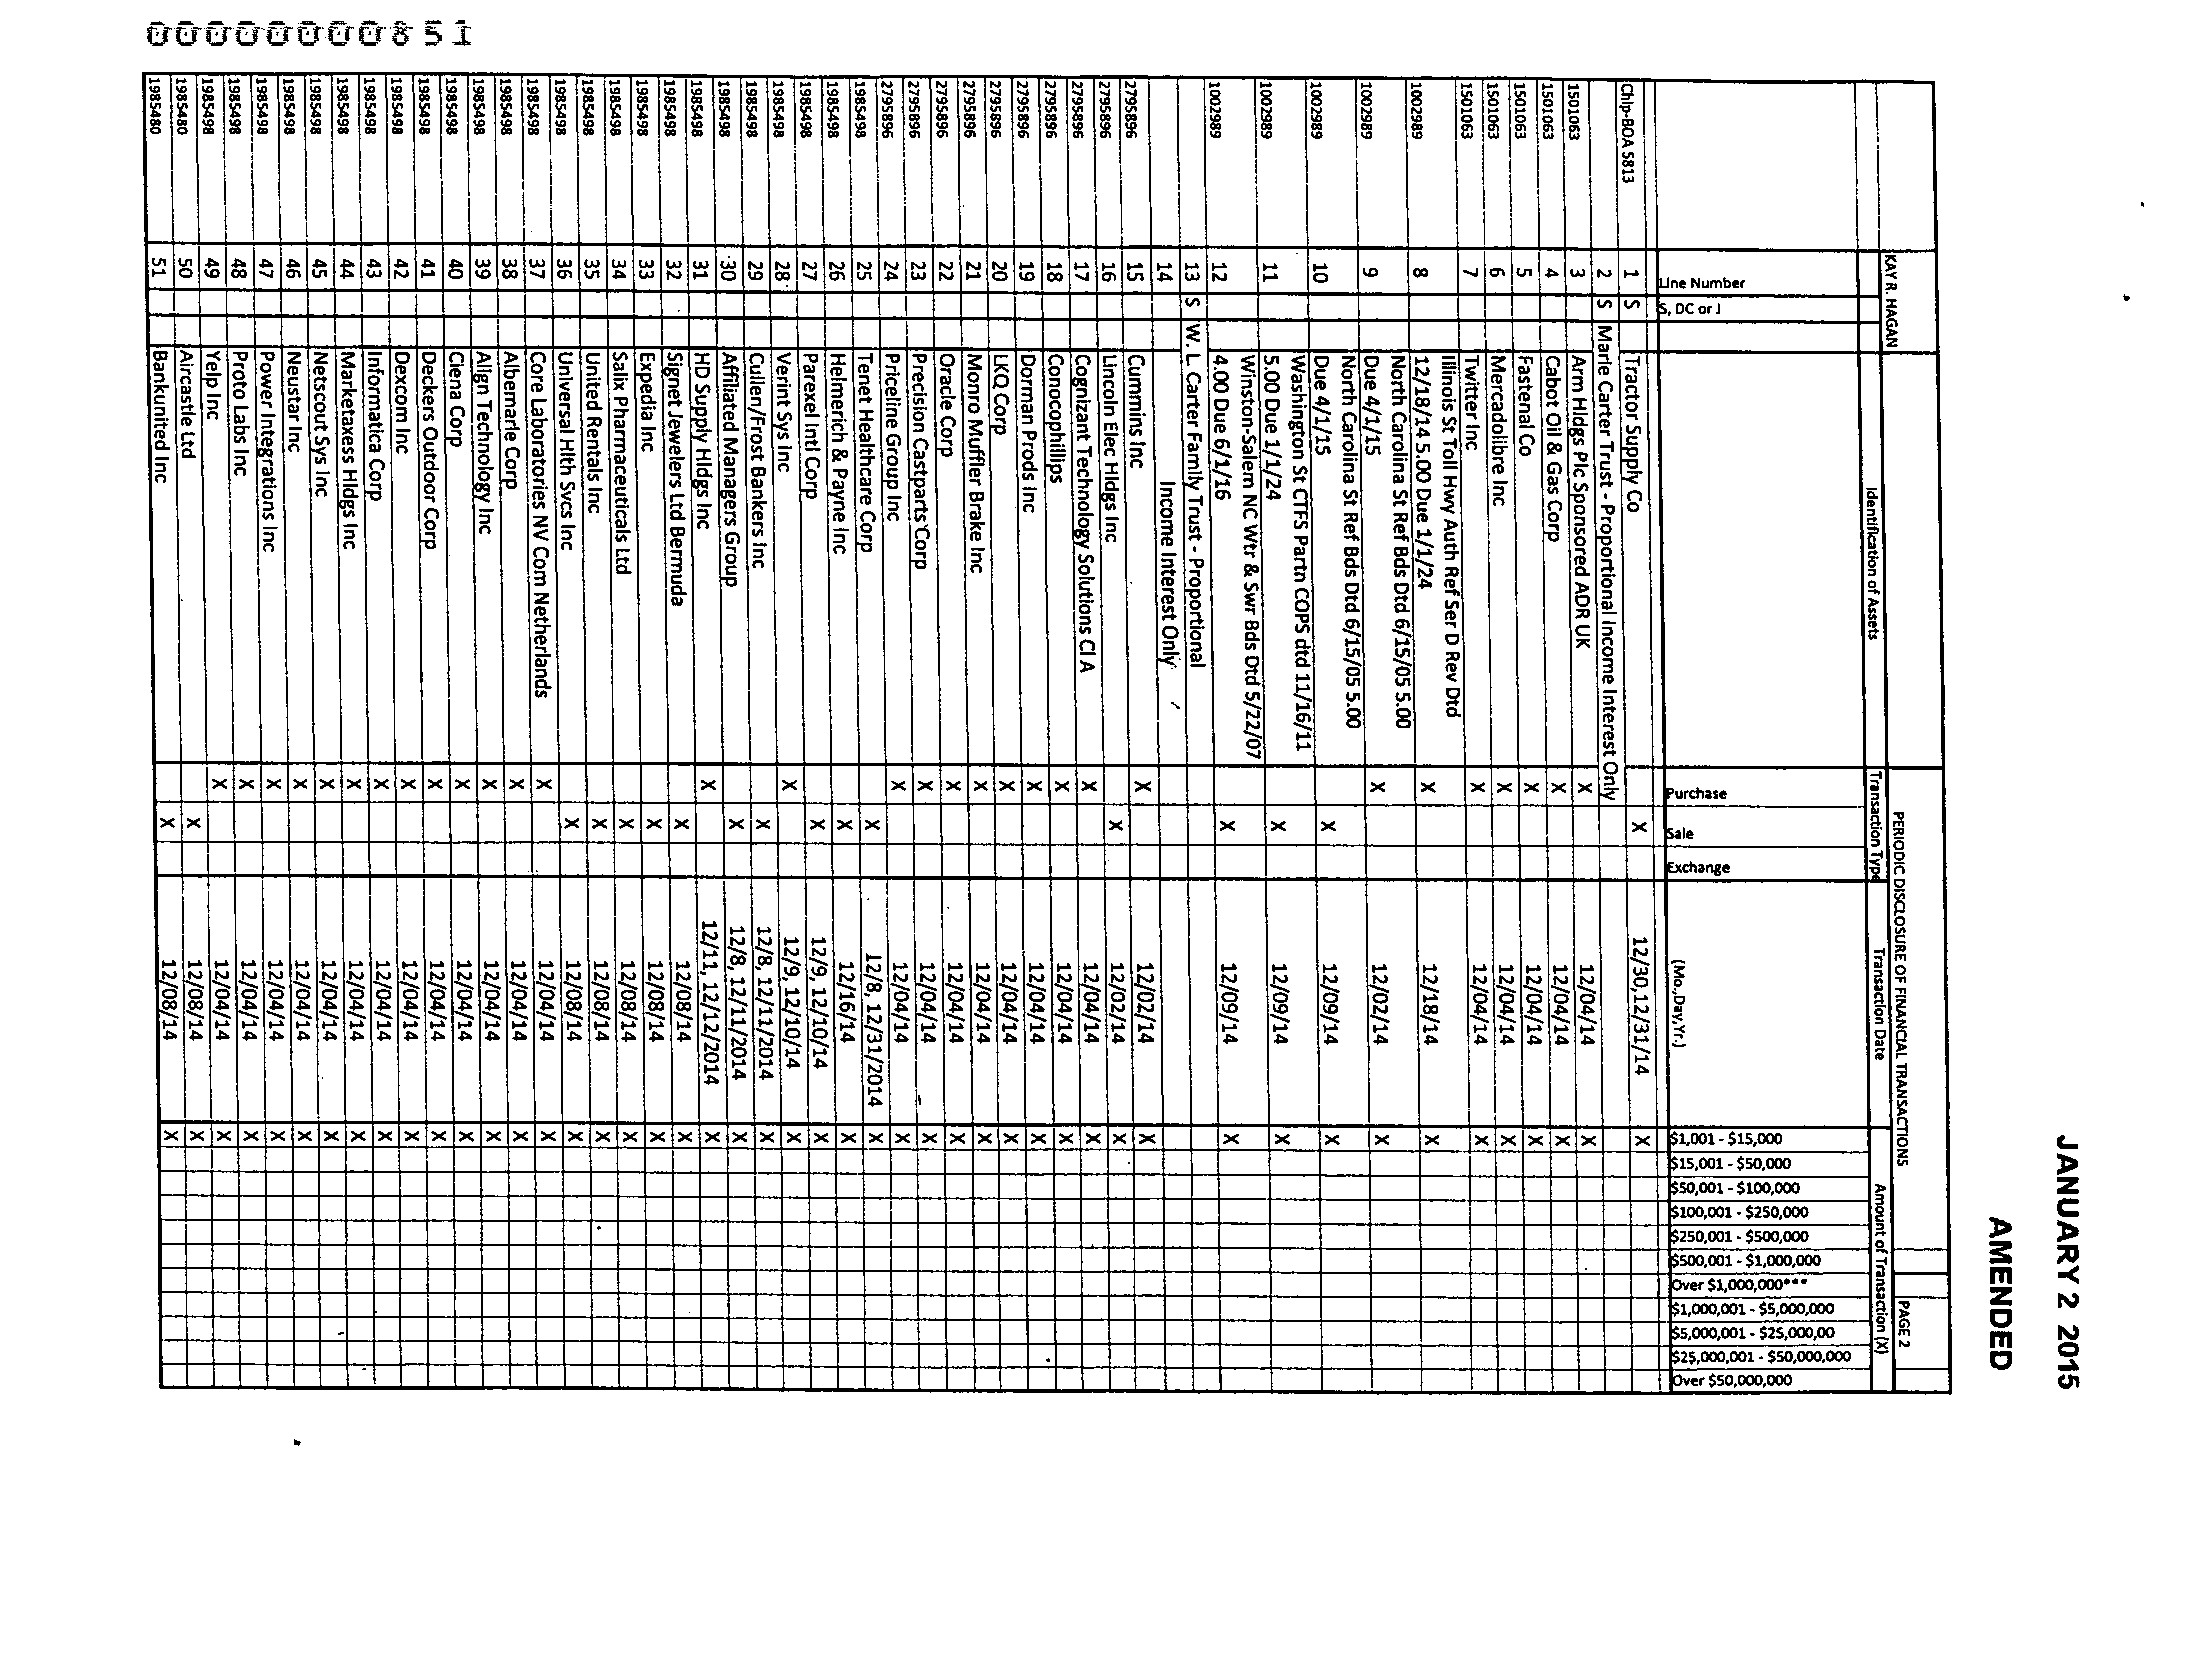 JANUARY 2 2015
AMENDED
KAY R. HAGAN PERIODIC DISCLOSURE OF FINANCIAL TRANSACTIONS PAGE 2
Identification of Assets Transaction Type Transaction Date Amount of Transaction (X)
Line Number
S, DC or J
Purchase
Sale
Exchange
(Mo.,Day,Yr.)
$1,001 - $15,000
$15,001 - $50,000
$50,001 - $100,000
$100,001 - $250,000
$250,001 - $500,000
$500,001 - $1,000,000
Over $1,000,000***
$1,000,001 - $5,000,000
$5,000,001 - $25,000,00
$25,000,001 - $50,000,000
Over $50,000,000
Chip-BOA 5813 1 S Tractor Supply Co X 12/30,12/31/14 X
2 S Marie Carter Trust - Proportional Income Interest Only
1501063 3 Arm Hldgs Plc Sponsored ADR UK X 12/04/14 X
1501063 4 Cabot Oil & Gas Corp X 12/04/14 X
1501063 5 Fastenal Co X 12/04/14 X
1501063 6 Mercadolibre Inc X 12/04/14 X
1501063 7 Twitter Inc X 12/04/14 X
Illinois St Toll Hwy Auth Ref Ser D Rev Dtd
1002989 8 12/18/14 5.00 Due 1/1/24 X 12/18/14 X
North Carolina St Ref Bds Dtd 6/15/05 5.00
1002989 9 Due 4/1/15 X 12/02/14 X
North Carolina St Ref Bds Dtd 6/15/05 5.00
1002989 10 Due 4/1/15 X 12/09/14 X
Washington St CTFS Partn COPS dtd 11/16/11
1002989 11 5.00 Due 1/1/24 X 12/09/14 X
Winston-Salem NC Wtr & Swr Bds Dtd 5/22/07
1002989 12 4.00 Due 6/1/16 X 12/09/14 X
13 S W. L. Carter Family Trust - Proportional
14 Income Interest Only
2795896 15 Cummins Inc X 12/02/14 X
2795896 16 Lincoln Elec Hldgs Inc X 12/02/14 X
2795896 17 Cognizant Technology Solutions Cl A X 12/04/14 X
2795896 18 Conocophillips X 12/04/14 X
2795896 19 Dorman Prods Inc X 12/04/14 X
2795896 20 LKQ Corp X 12/04/14 X
2795896 21 Monro Muffler Brake Inc X 12/04/14 X
2795896 22 Oracle Corp X 12/04/14 X
2795896 23 Precision Castparts Corp X 12/04/14 X
2795896 24 Priceline Group Inc X 12/04/14 X
1985498 25 Tenet Healthcare Corp X 12/8, 12/31/2014 X
1985498 26 Helmerich & Payne Inc X 12/16/14 X
1985498 27 Parexel Intl Corp X 12/9, 12/10/14 X
1985498 28 Verint Sys Inc X 12/9, 12/10/14 X
1985498 29 Cullen/Frost Bankers Inc X 12/8, 12/11/2014 X
1985498 30 Affiliated Managers Group X 12/8, 12/11/2014 X
1985498 31 HD Supply Hldgs Inc X 12/11, 12/12/2014 X
1985498 32 Signet Jewelers Ltd Bermuda X 12/08/14 X
1985498 33 Expedia Inc X 12/08/14 X
1985498 34 Salix Pharmaceuticals Ltd X 12/08/14 X
1985498 35 United Rentals Inc X 12/08/14 X
1985498 36 Universal Hlth Svcs Inc X 12/08/14 X
1985498 37 Core Laboratories NV Com Netherlands X 12/04/14 X
1985498 38 Albemarle Corp X 12/04/14 X
1985498 39 Align Technology Inc X 12/04/14 X
1985498 40 Ciena Corp X 12/04/14 X
1985498 41 Deckers Outdoor Corp X 12/04/14 X
1985498 42 Dexcom Inc X 12/04/14 X
1985498 43 Informatica Corp X 12/04/14 X
1985498 44 Marketaxess Hldgs Inc X 12/04/14 X
1985498 45 Netscout Sys Inc X 12/04/14 X
1985498 46 Neustar Inc X 12/04/14 X
1985498 47 Power Integrations Inc X 12/04/14 X
1985498 48 Proto Labs Inc X 12/04/14 X
1985498 49 Yelp Inc X 12/04/14 X
1985480 50 Aircastle Ltd X 12/08/14 X
1985480 51 Bankunited Inc X 12/08/14 X
00000000851